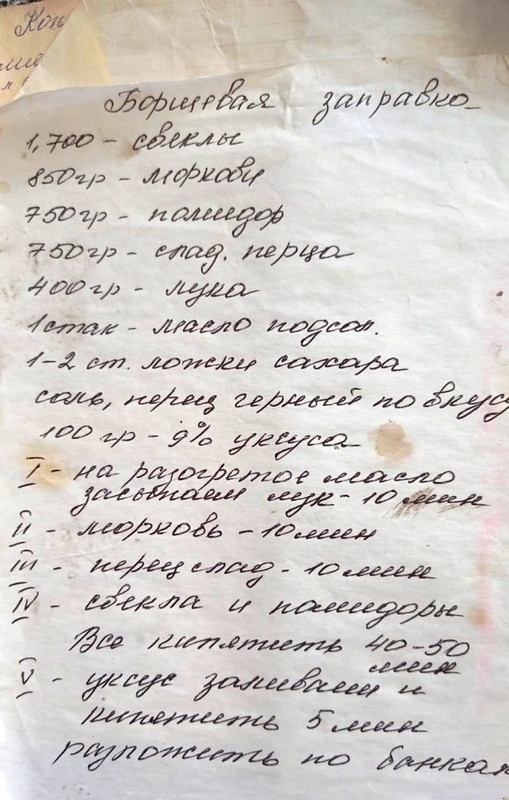 Кон
Борщевая заправка
1,700 - свеклы
850гр - моркови
750гр - помидор
750гр - слад. перца
400гр - лука
1 стак - масло подсол.
1-2 ст. ложки сахара
соль, перец черный по вкусу
100 гр - 9% уксуса
I - на разогретое масло
засыпаем лук - 10 мин
II - морковь - 10 мин
III - перец слад - 10 мин
IV - свекла и помидоры
Все кипятить 40-50
мин
V - уксус заливаем и
кипятить 5 мин
разложить по банкам